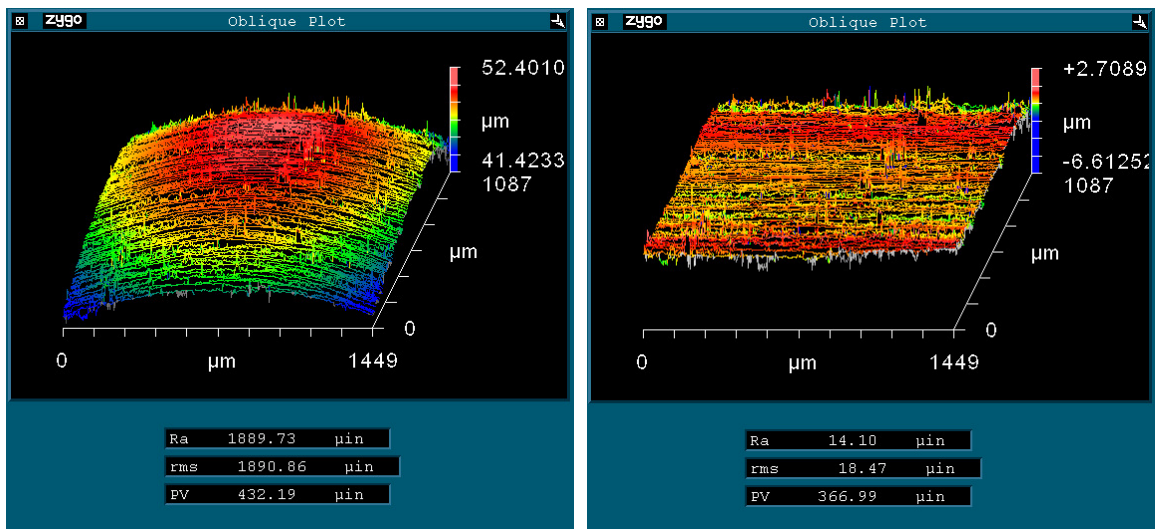 zygo Oblique Plot
52.4010
µm
41.4233
1087
µm
0
0 µm 1449
Ra 1889.73 µin
rms 1890.86 µin
PV 432.19 µin
zygo Oblique Plot
+2.7089
µm
-6.61252
1087
µm
0
0 µm 1449
Ra 14.10 µin
rms 18.47 µin
PV 366.99 µin